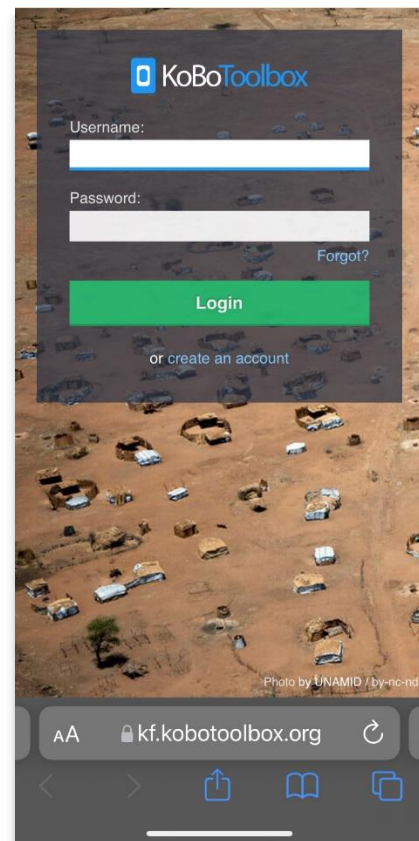 KoBoToolbox
Username:
Password:
Forgot?
Login
or create an account
Photo by UNAMID / by-nc-nd
AA kf.kobotoolbox.org